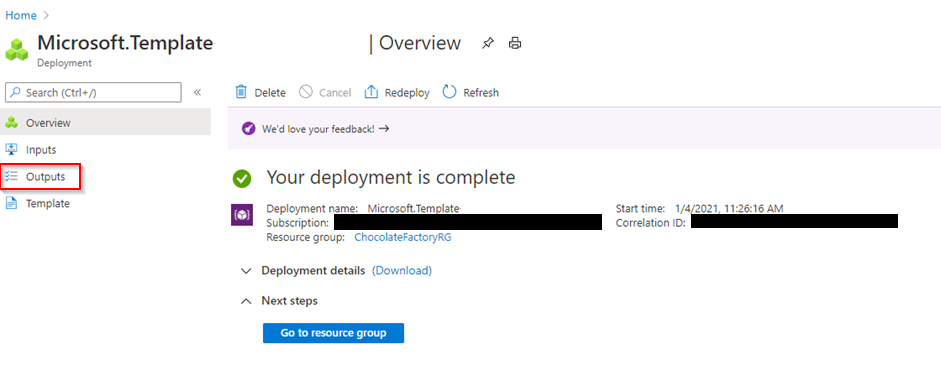 Home >
Microsoft.Template | Overview
Deployment
Search (Ctrl+/) «
Overview
Inputs
Outputs
Template
Delete Cancel Redeploy Refresh
We'd love your feedback! →
Your deployment is complete
Deployment name: Microsoft.Template Start time: 1/4/2021, 11:26:16 AM
Subscription: Correlation ID:
Resource group: ChocolateFactoryRG
Deployment details (Download)
Next steps
Go to resource group